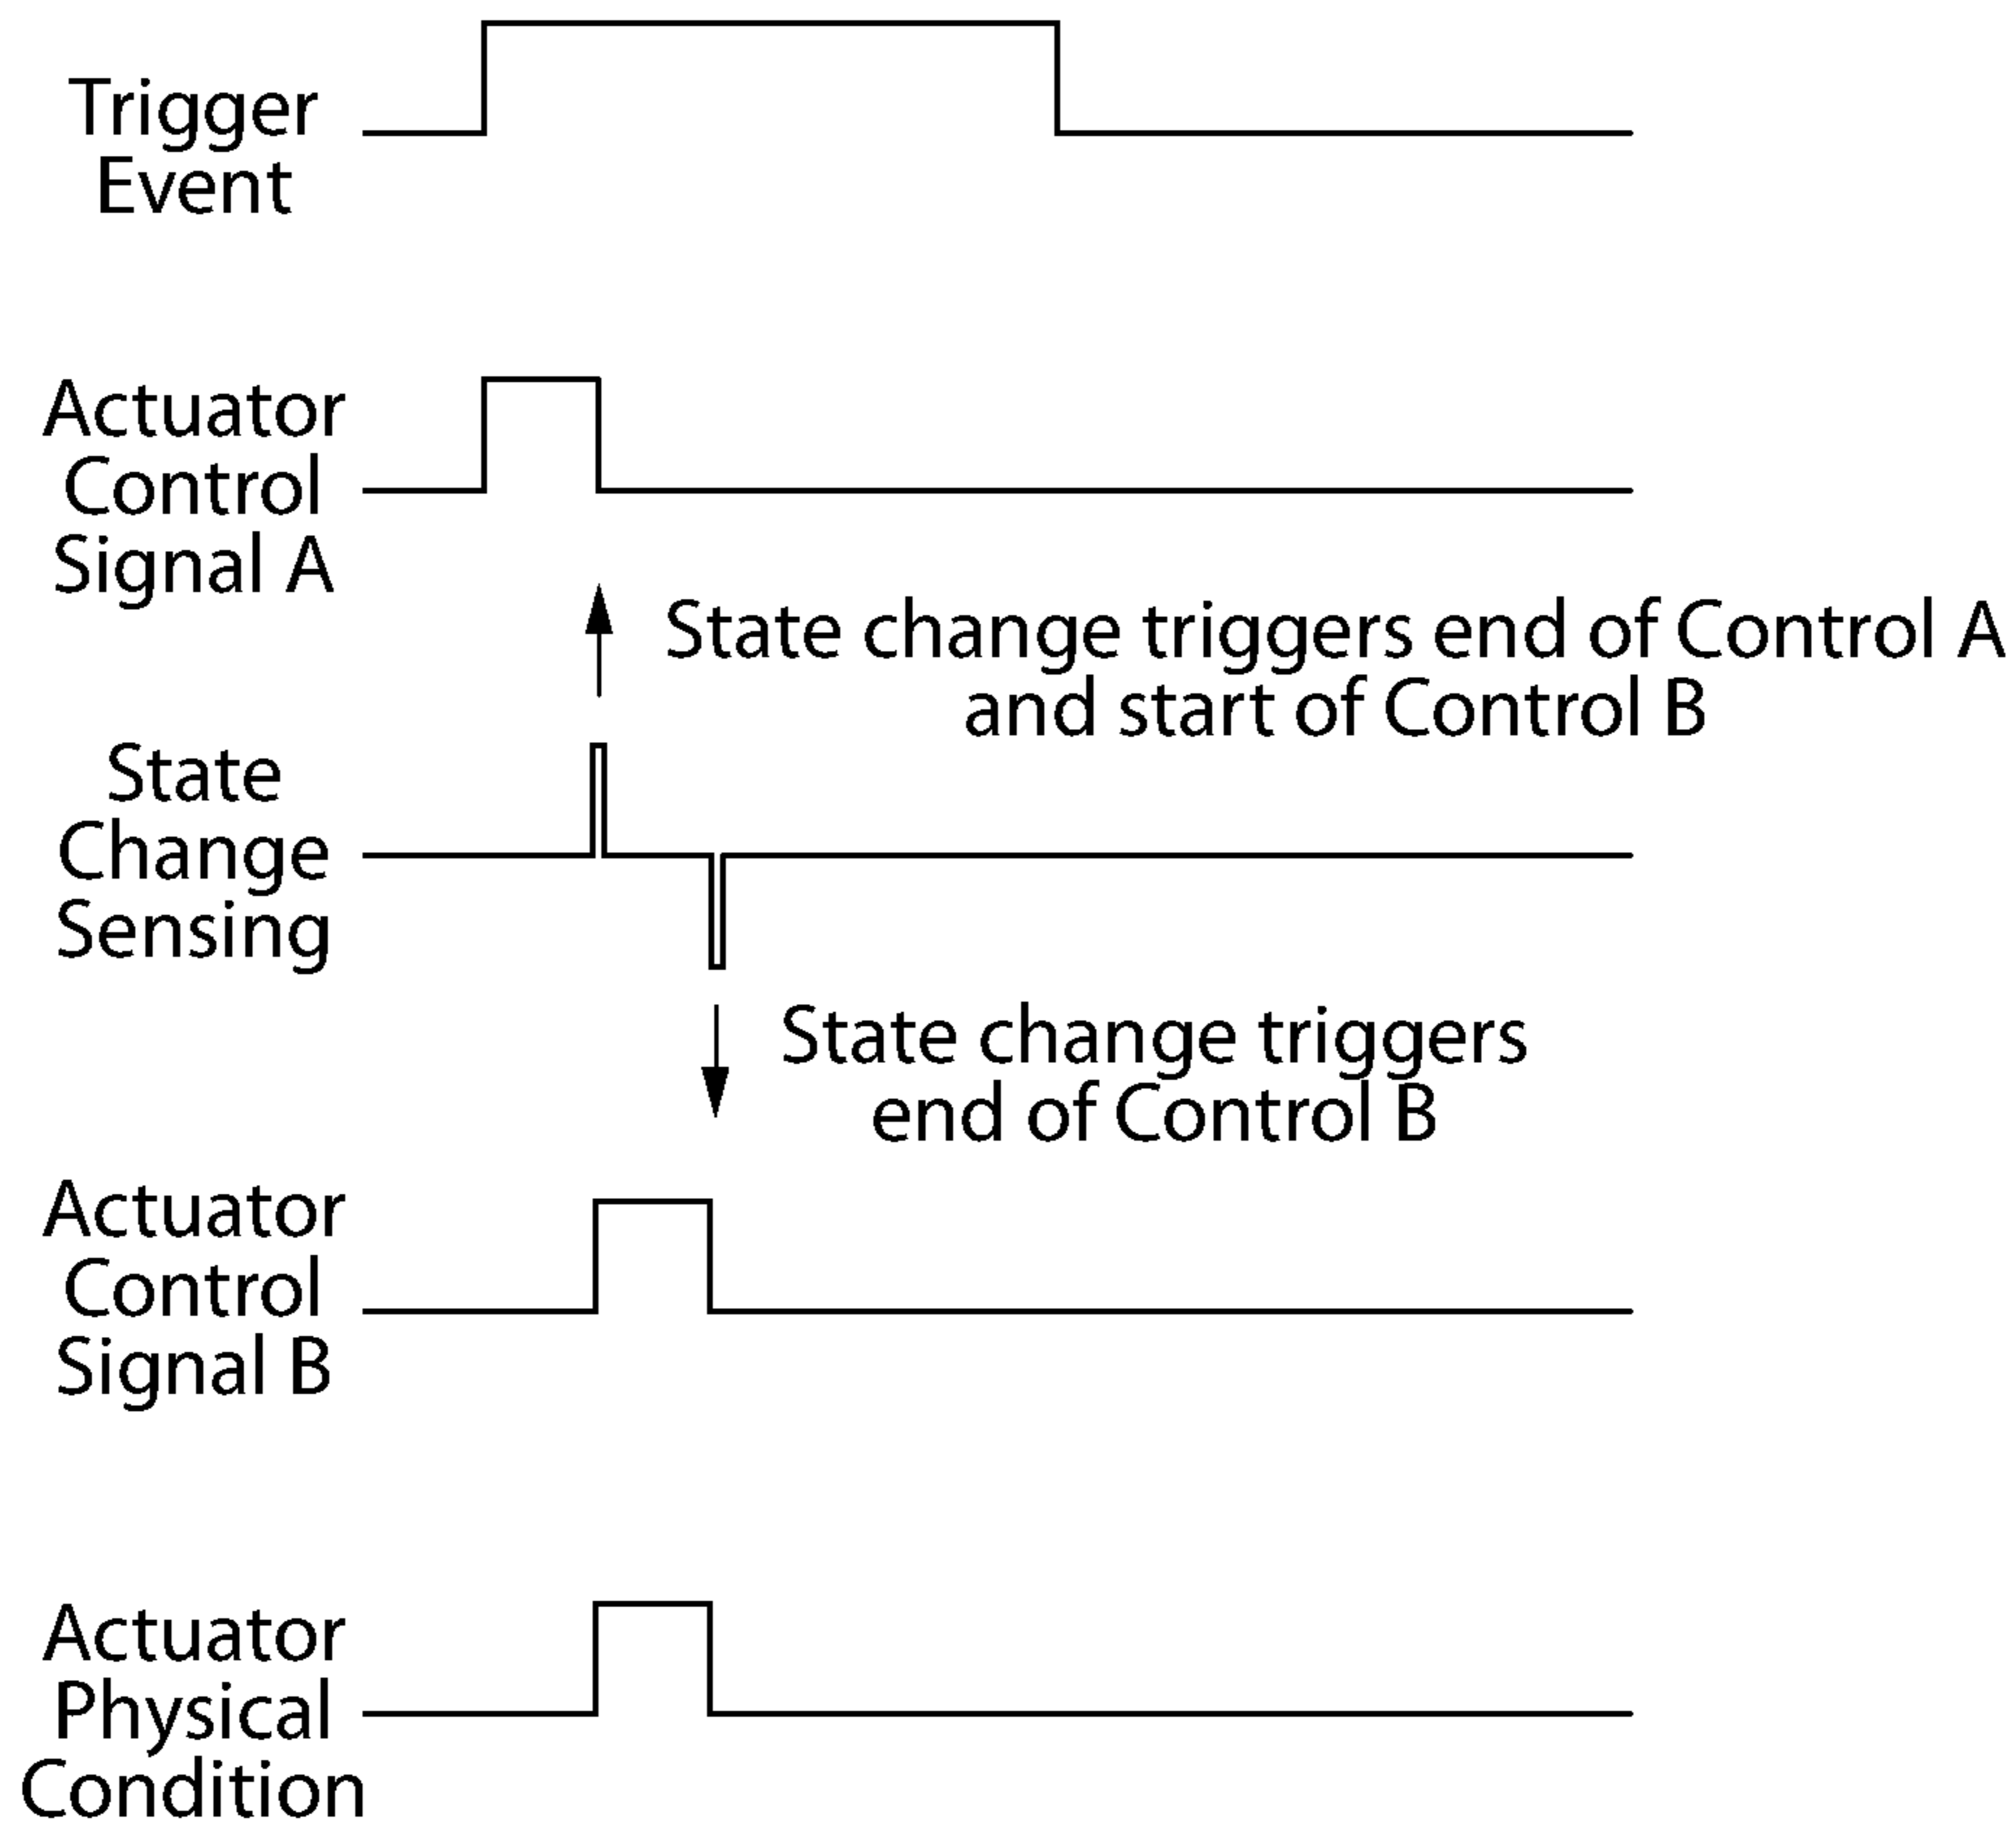 Trigger
Event
Actuator
Control
Signal A
State change triggers end of Control A
and start of Control B
State
Change
Sensing
State change triggers
end of Control B
Actuator
Control
Signal B
Actuator
Physical
Condition